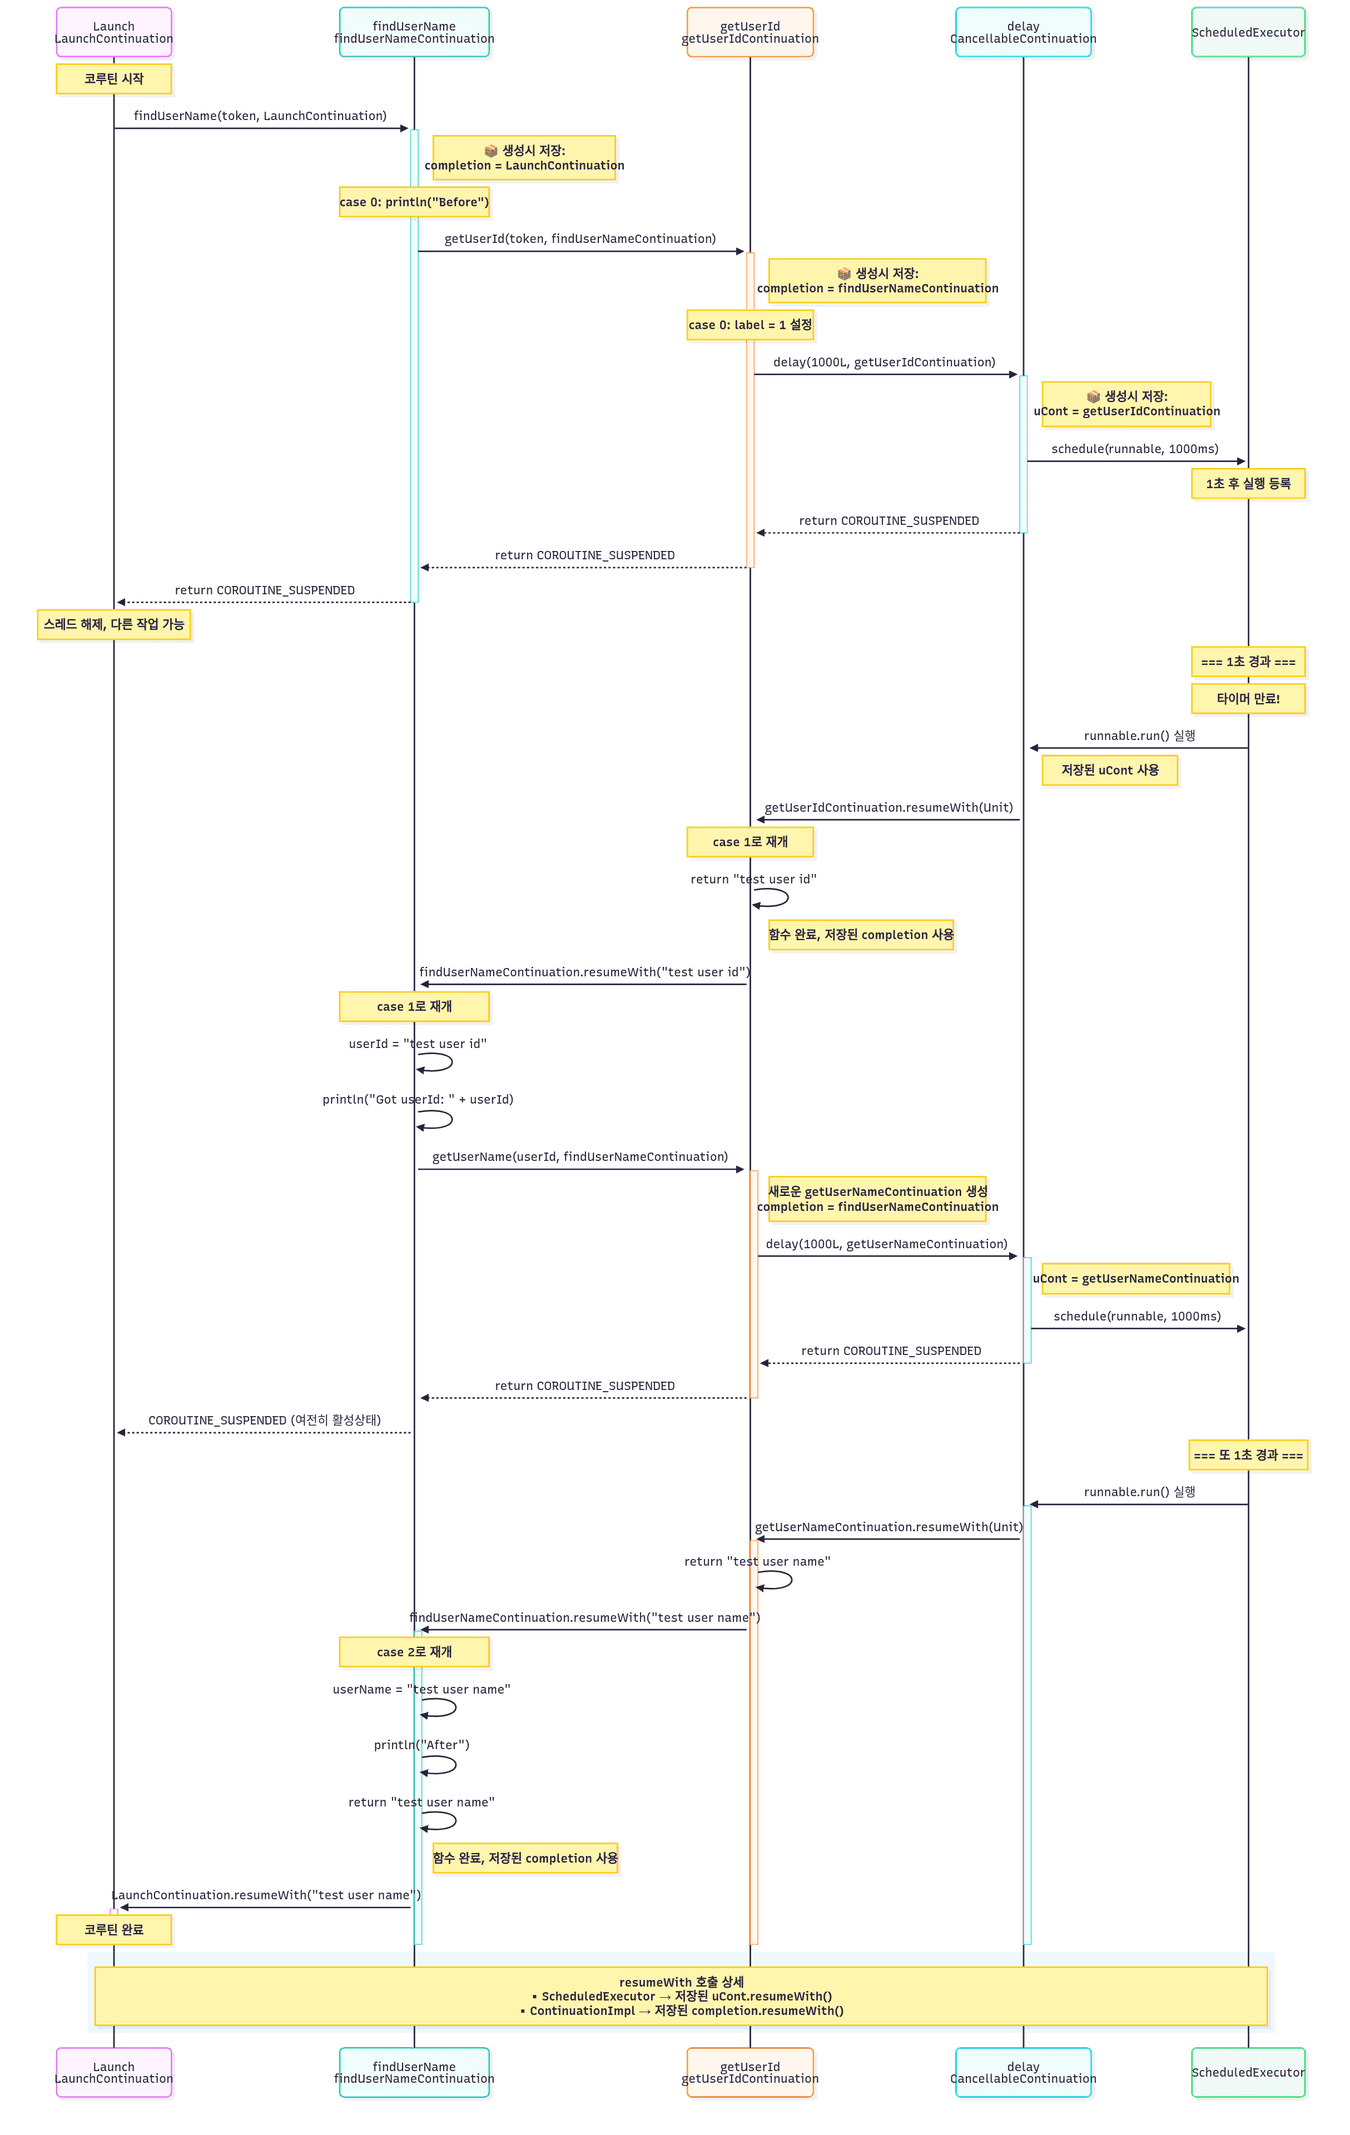 Launch
LaunchContinuation
findUserName
findUserNameContinuation
getUserId
getUserIdContinuation
delay
CancellableContinuation
ScheduledExecutor
코루틴 시작
findUserName(token, LaunchContinuation)
📦 생성시 저장:
completion = LaunchContinuation
case 0: println("Before")
getUserId(token, findUserNameContinuation)
📦 생성시 저장:
completion = findUserNameContinuation
case 0: label = 1 설정
delay(1000L, getUserIdContinuation)
📦 생성시 저장:
uCont = getUserIdContinuation
schedule(runnable, 1000ms)
1초 후 실행 등록
return COROUTINE_SUSPENDED
return COROUTINE_SUSPENDED
return COROUTINE_SUSPENDED
스레드 해제, 다른 작업 가능
=== 1초 경과 ===
타이머 만료!
runnable.run() 실행
저장된 uCont 사용
getUserIdContinuation.resumeWith(Unit)
case 1로 재개
return "test user id"
함수 완료, 저장된 completion 사용
findUserNameContinuation.resumeWith("test user id")
case 1로 재개
userId = "test user id"
println("Got userId: " + userId)
getUserName(userId, findUserNameContinuation)
새로운 getUserNameContinuation 생성
completion = findUserNameContinuation
delay(1000L, getUserNameContinuation)
uCont = getUserNameContinuation
schedule(runnable, 1000ms)
return COROUTINE_SUSPENDED
return COROUTINE_SUSPENDED
COROUTINE_SUSPENDED (여전히 활성상태)
=== 또 1초 경과 ===
runnable.run() 실행
getUserNameContinuation.resumeWith(Unit)
return "test user name"
findUserNameContinuation.resumeWith("test user name")
case 2로 재개
userName = "test user name"
println("After")
return "test user name"
함수 완료, 저장된 completion 사용
LaunchContinuation.resumeWith("test user name")
코루틴 완료
resumeWith 호출 상세
▪ ScheduledExecutor → 저장된 uCont.resumeWith()
▪ ContinuationImpl → 저장된 completion.resumeWith()
Launch
LaunchContinuation
findUserName
findUserNameContinuation
getUserId
getUserIdContinuation
delay
CancellableContinuation
ScheduledExecutor